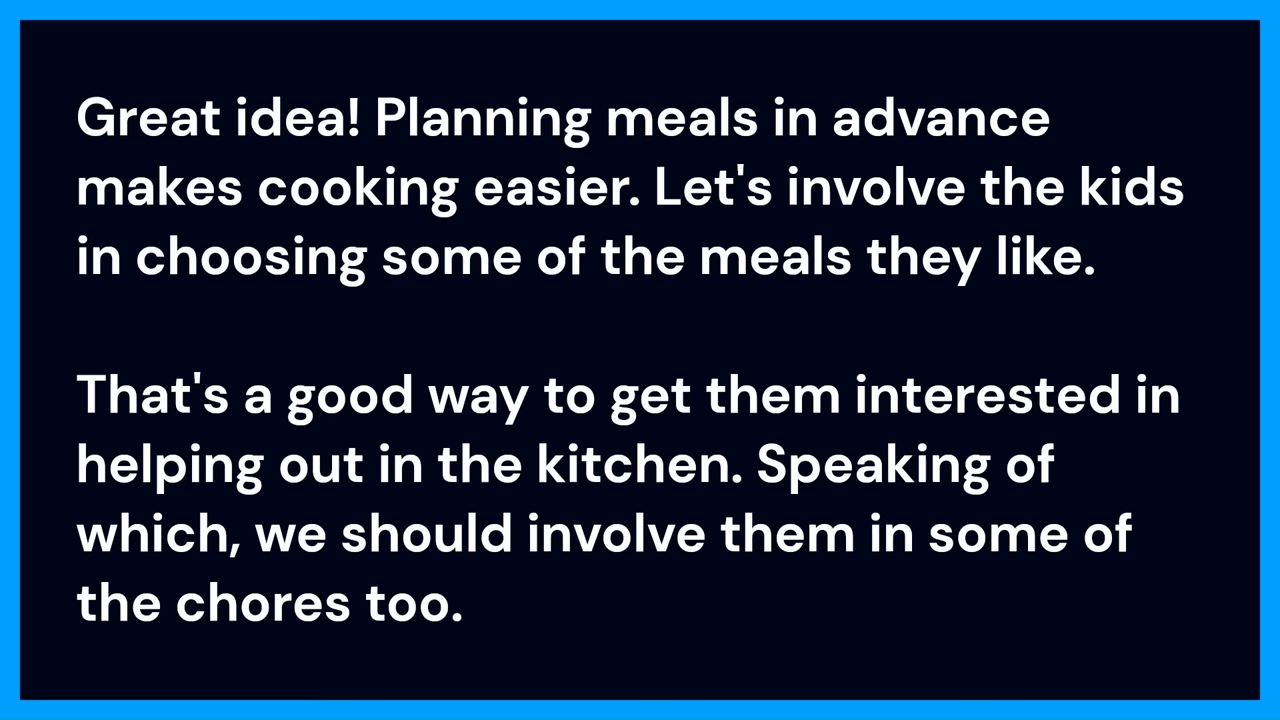 Great idea! Planning meals in advance
makes cooking easier. Let's involve the kids
in choosing some of the meals they like.
That's a good way to get them interested in
helping out in the kitchen. Speaking of
which, we should involve them in some of
the chores too.